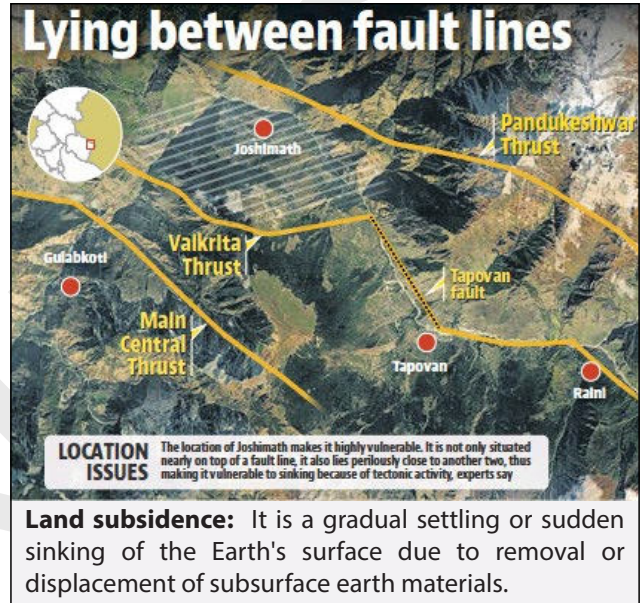 Lying between fault lines
Joshimath
Pandukeshwar
Thrust
Vaikrita
Thrust
Gulabkoti
Tapovan
fault
Main
Central
Thrust
Tapovan
Raini
LOCATION
ISSUES
The location of Joshimath makes it highly vulnerable. It is not only situated
nearly on top of a fault line, it also lies perilously close to another two, thus
making it vulnerable to sinking because of tectonic activity, experts say
Land subsidence: It is a gradual settling or sudden
sinking of the Earth's surface due to removal or
displacement of subsurface earth materials.